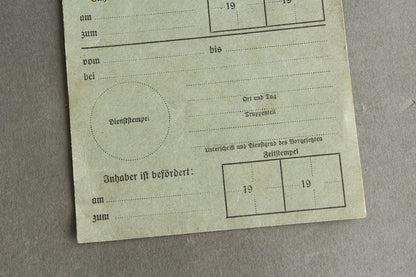 19 19
am
zum
vom bis
bei
Dienststempel
Ort und Tag
Truppenteil
Unterschrift und Dienstgrad des Vorgesetzten
Zeitstempel
Inhaber ist befördert:
19 19
am
zum